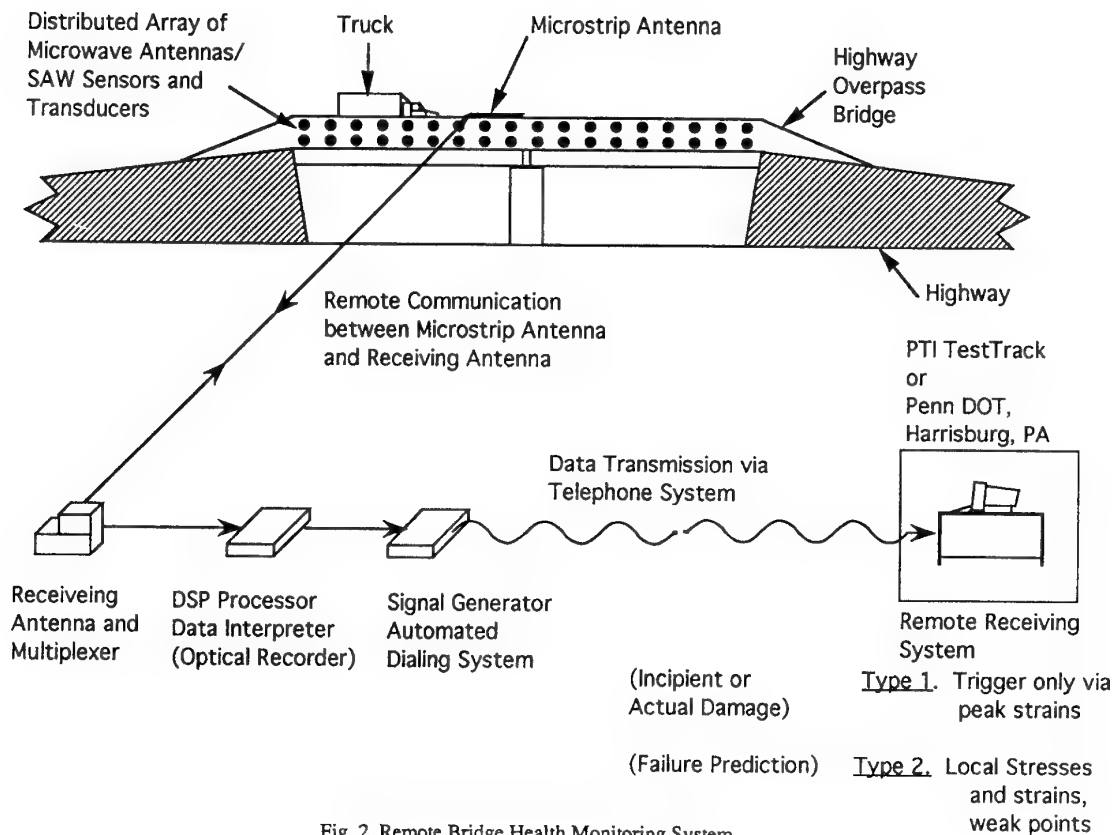 Distributed Array of
Microwave Antennas/
SAW Sensors and
Transducers
Truck
Microstrip Antenna
Highway
Overpass
Bridge
Highway
Remote Communication
between Microstrip Antenna
and Receiving Antenna
PTI TestTrack
or
Penn DOT,
Harrisburg, PA
Data Transmission via
Telephone System
Receiveing
Antenna and
Multiplexer
DSP Processor
Data Interpreter
(Optical Recorder)
Signal Generator
Automated
Dialing System
Remote Receiving
System
(Incipient or
Actual Damage)
Type 1. Trigger only via
peak strains
(Failure Prediction)
Type 2. Local Stresses
and strains,
weak points
Fig. 2 Remote Bridge Health Monitoring System